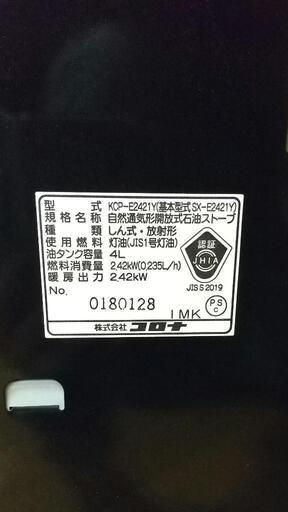 型式 KCP-E2421Y(基本型式SX-E2421Y)
規格名称 自然通気形開放式石油ストーブ
種類 しん式・放射形
使用燃料 灯油(JIS1号灯油)
油タンク容量 4L
燃料消費量 2,42kW(0,235L/h)
暖房出力 2,42kW
認証
JHIA
JIS S 2019
No. 0180128
IMK
PS
C
株式会社 コロナ